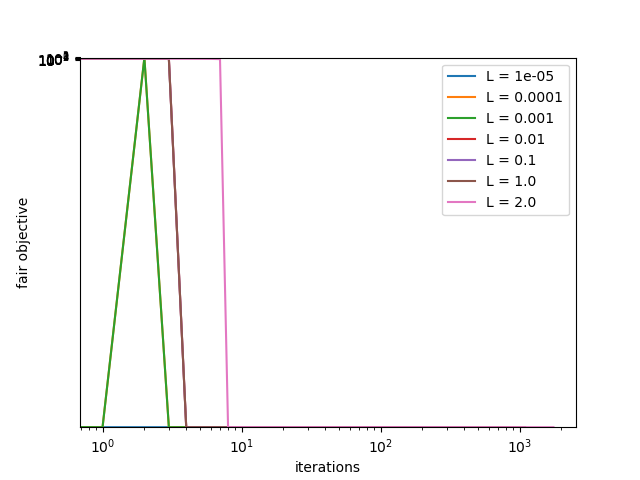 fair objective
L = 1e-05
L = 0.0001
L = 0.001
L = 0.01
L = 0.1
L = 1.0
L = 2.0
10⁰ 10¹ 10² 10³
iterations